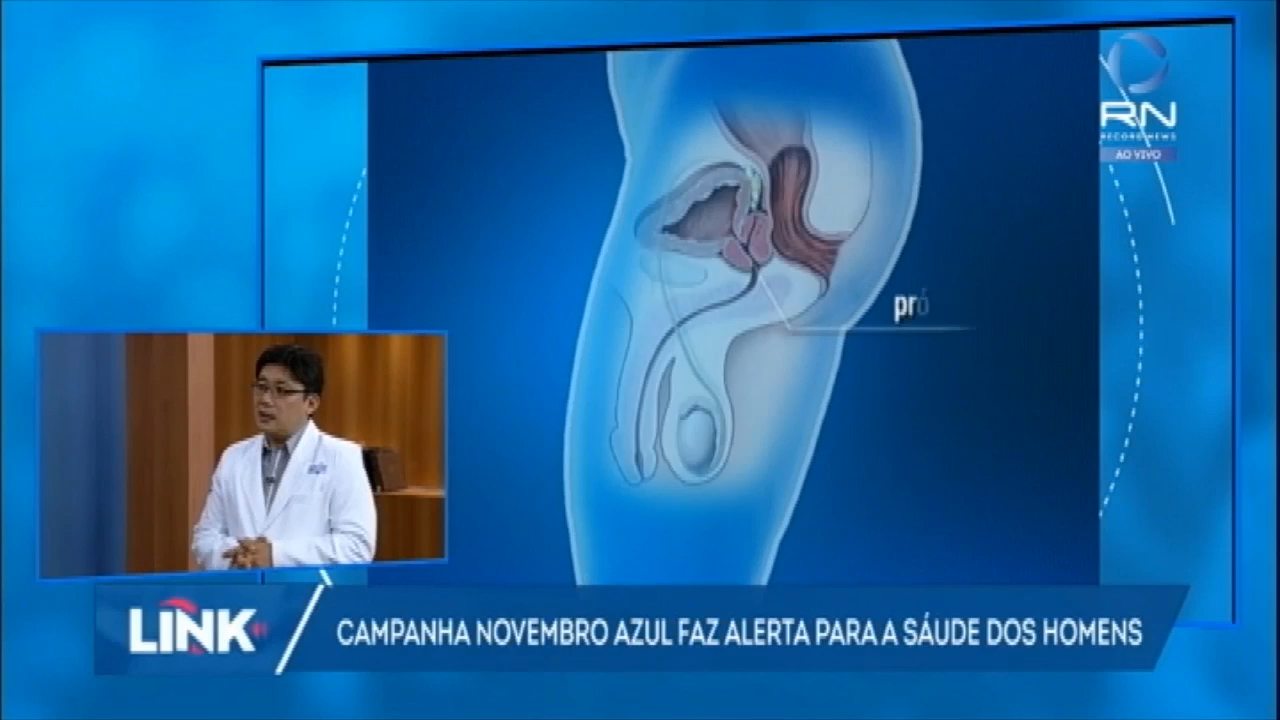 RN
RECORD NEWS
AO VIVO
pró
LINK
CAMPANHA NOVEMBRO AZUL FAZ ALERTA PARA A SÁUDE DOS HOMENS